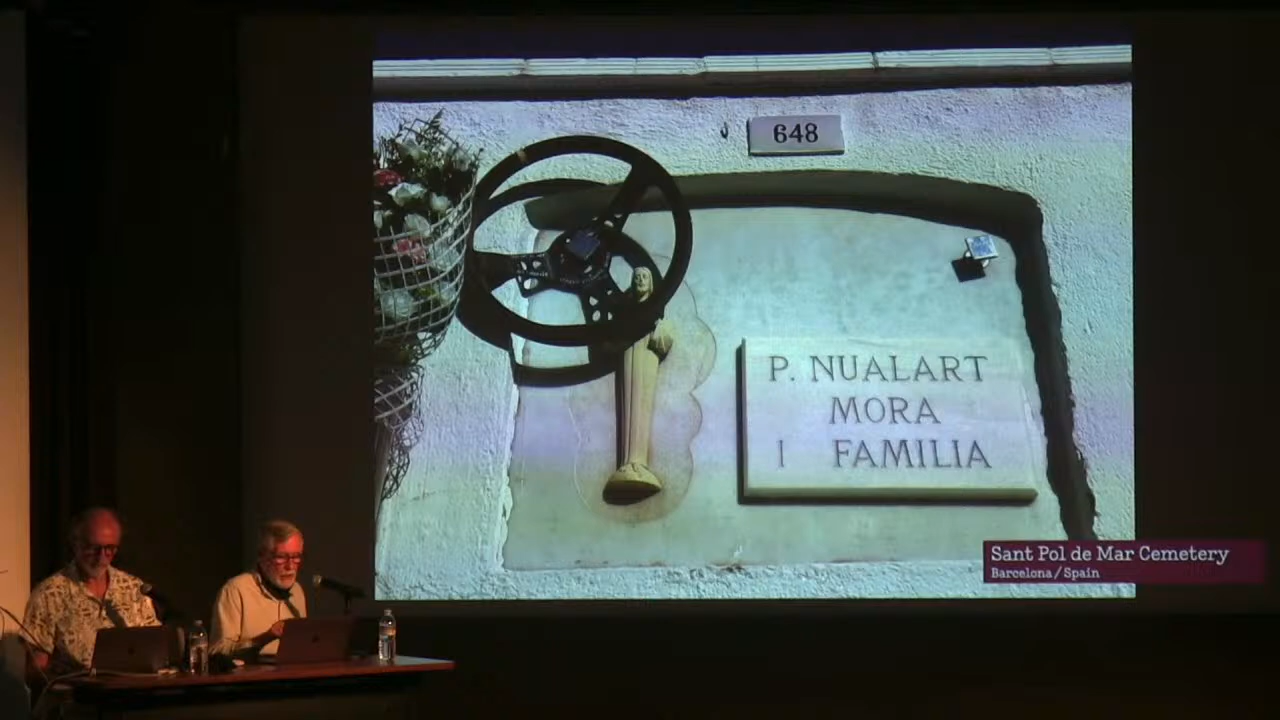 648
P. NUALART
MORA
I FAMILIA
Sant Pol de Mar Cemetery
Barcelona / Spain